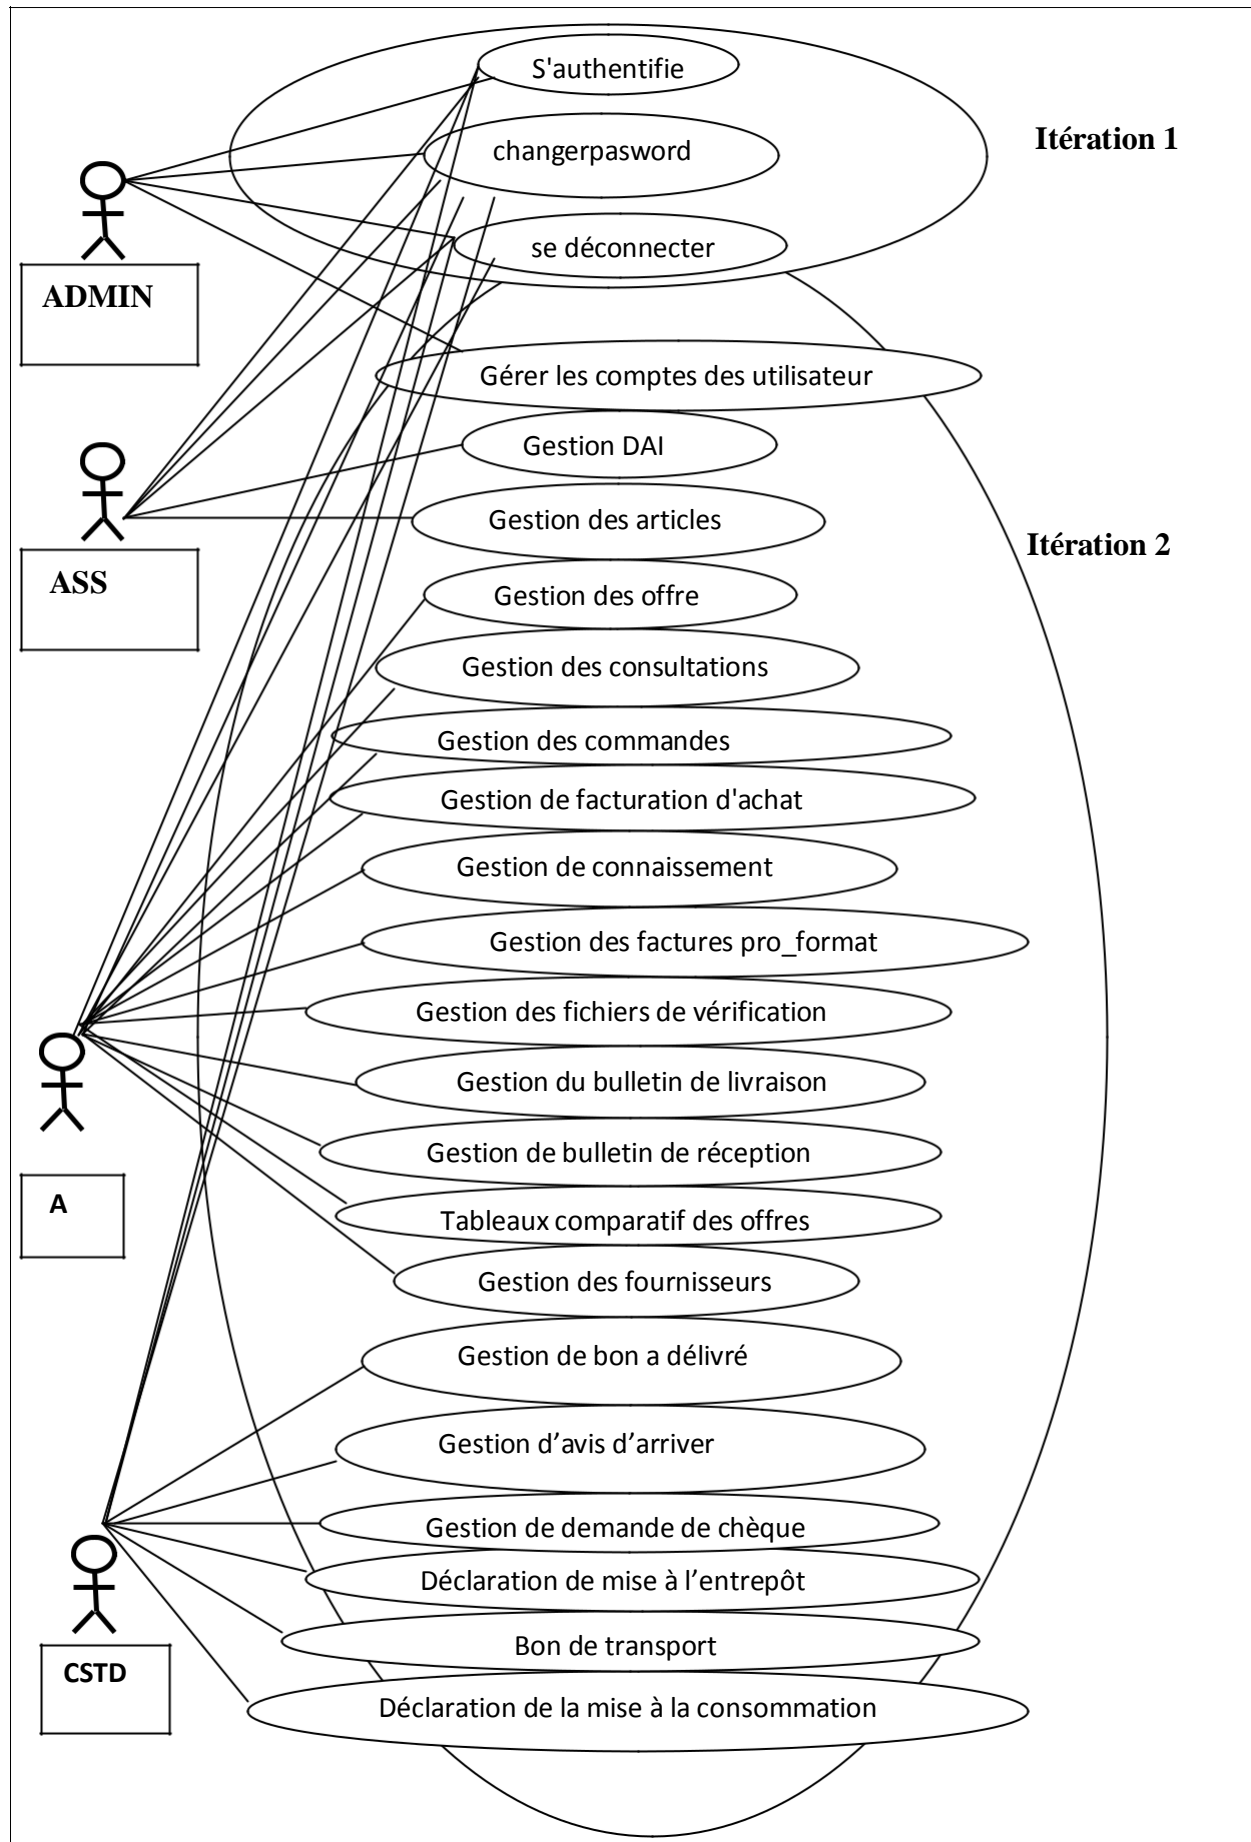 S'authentifie
Itération 1
changerpasword
se déconnecter
ADMIN
Gérer les comptes des utilisateur
Gestion DAI
Gestion des articles
Itération 2
ASS
Gestion des offre
Gestion des consultations
Gestion des commandes
Gestion de facturation d'achat
Gestion de connaissement
Gestion des factures pro_format
Gestion des fichiers de vérification
Gestion du bulletin de livraison
Gestion de bulletin de réception
A
Tableaux comparatif des offres
Gestion des fournisseurs
Gestion de bon a délivré
Gestion d’avis d’arriver
Gestion de demande de chèque
Déclaration de mise à l’entrepôt
Bon de transport
CSTD
Déclaration de la mise à la consommation